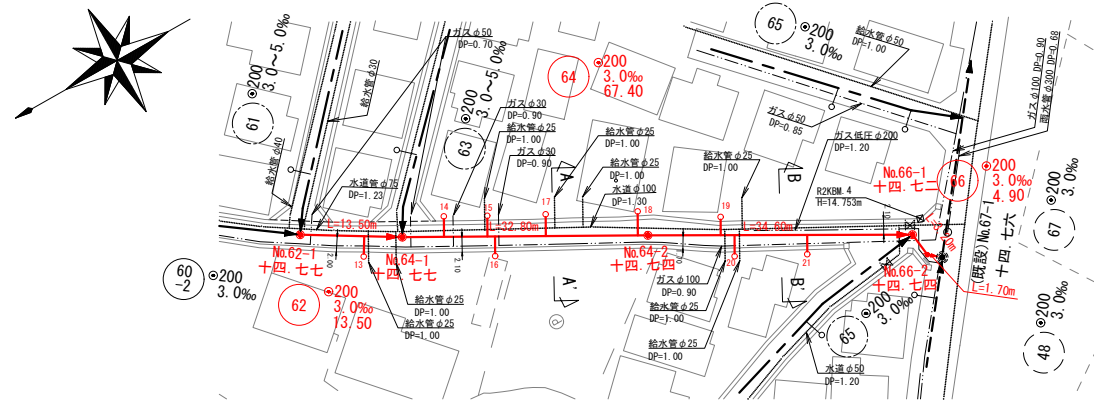 61
200
3.0～5.0‰
給水管φ30
給水管φ40
ガスφ50
DP=0.70
63
200
3.0～5.0‰
ガスφ30
DP=0.90
給水管φ25
DP=1.00
ガスφ30
DP=0.90
64
200
3.0‰
67.40
給水管φ25
DP=1.00
給水管φ25
DP=1.00
水道φ100
DP=1.30
給水管φ25
DP=1.00
65
200
3.0‰
給水管φ50
DP=1.00
ガスφ50
DP=0.85
ガス低圧φ200
DP=1.20
ガスφ100 DP=0.90
雨水管φ300 DP=0.68
水道管φ75
DP=1.23
A
B
R2KBM.4
H=14.753m
No.66-1
十四.七二
66
200
3.0‰
4.90
67
200
3.0‰
(既設)No.67-1
十四.七六
14
15
17
18
19
L=13.50m
L=32.80m
L=34.60m
2.10
2.00
2.10
13
16
20
21
No.62-1
十四.七七
No.64-1
十四.七七
No.64-2
十四.七四
No.66-2
十四.七四
L=1.70m
60
-2
200
3.0‰
62
200
3.0‰
13.50
給水管φ25
DP=1.00
給水管φ25
DP=1.00
A'
B'
ガスφ100
DP=0.90
給水管φ25
DP=1.00
給水管φ25
DP=1.00
65
200
3.0‰
水道φ50
DP=1.20
48
200
3.0‰